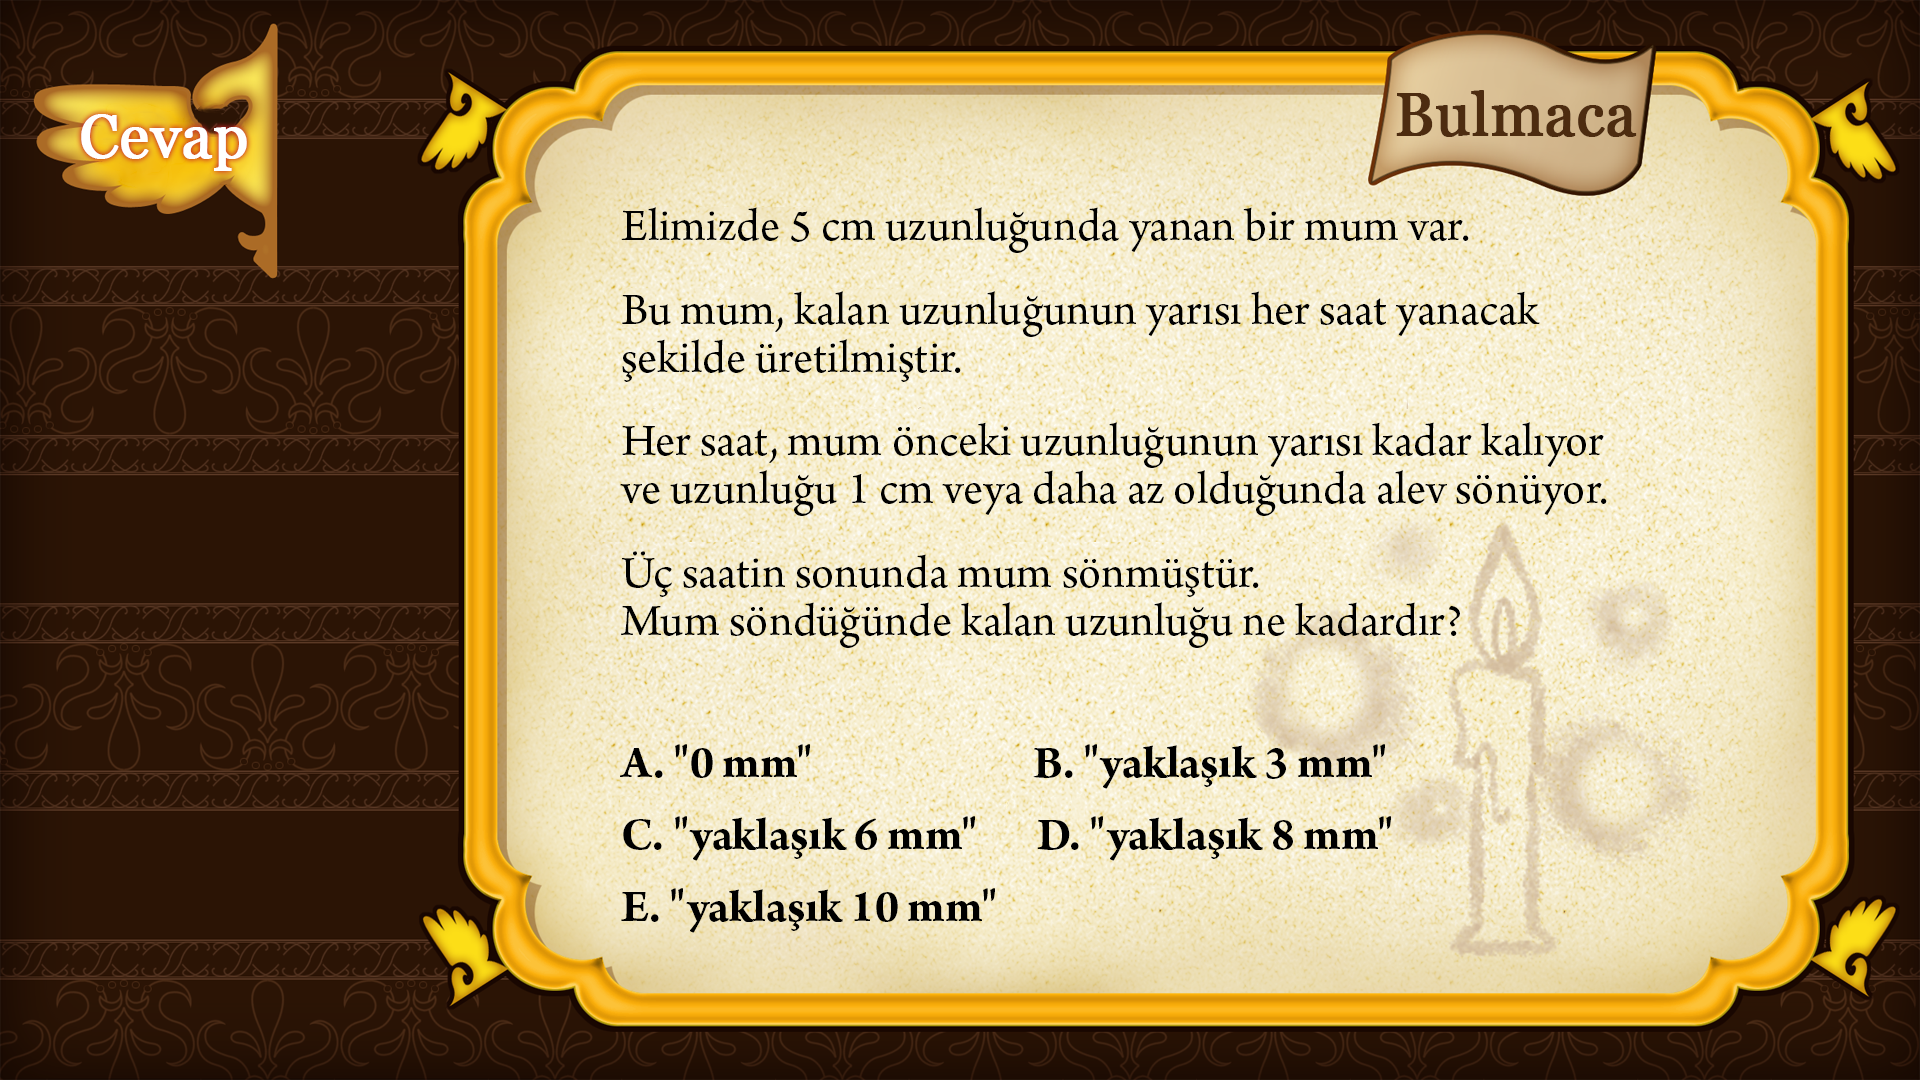 Cevap
Bulmaca
Elimizde 5 cm uzunluğunda yanan bir mum var.
Bu mum, kalan uzunluğunun yarısı her saat yanacak
şekilde üretilmiştir.
Her saat, mum önceki uzunluğunun yarısı kadar kalıyor
ve uzunluğu 1 cm veya daha az olduğunda alev sönüyor.
Üç saatin sonunda mum sönmüştür.
Mum söndüğünde kalan uzunluğu ne kadardır?
A. "0 mm" B. "yaklaşık 3 mm"
C. "yaklaşık 6 mm" D. "yaklaşık 8 mm"
E. "yaklaşık 10 mm"